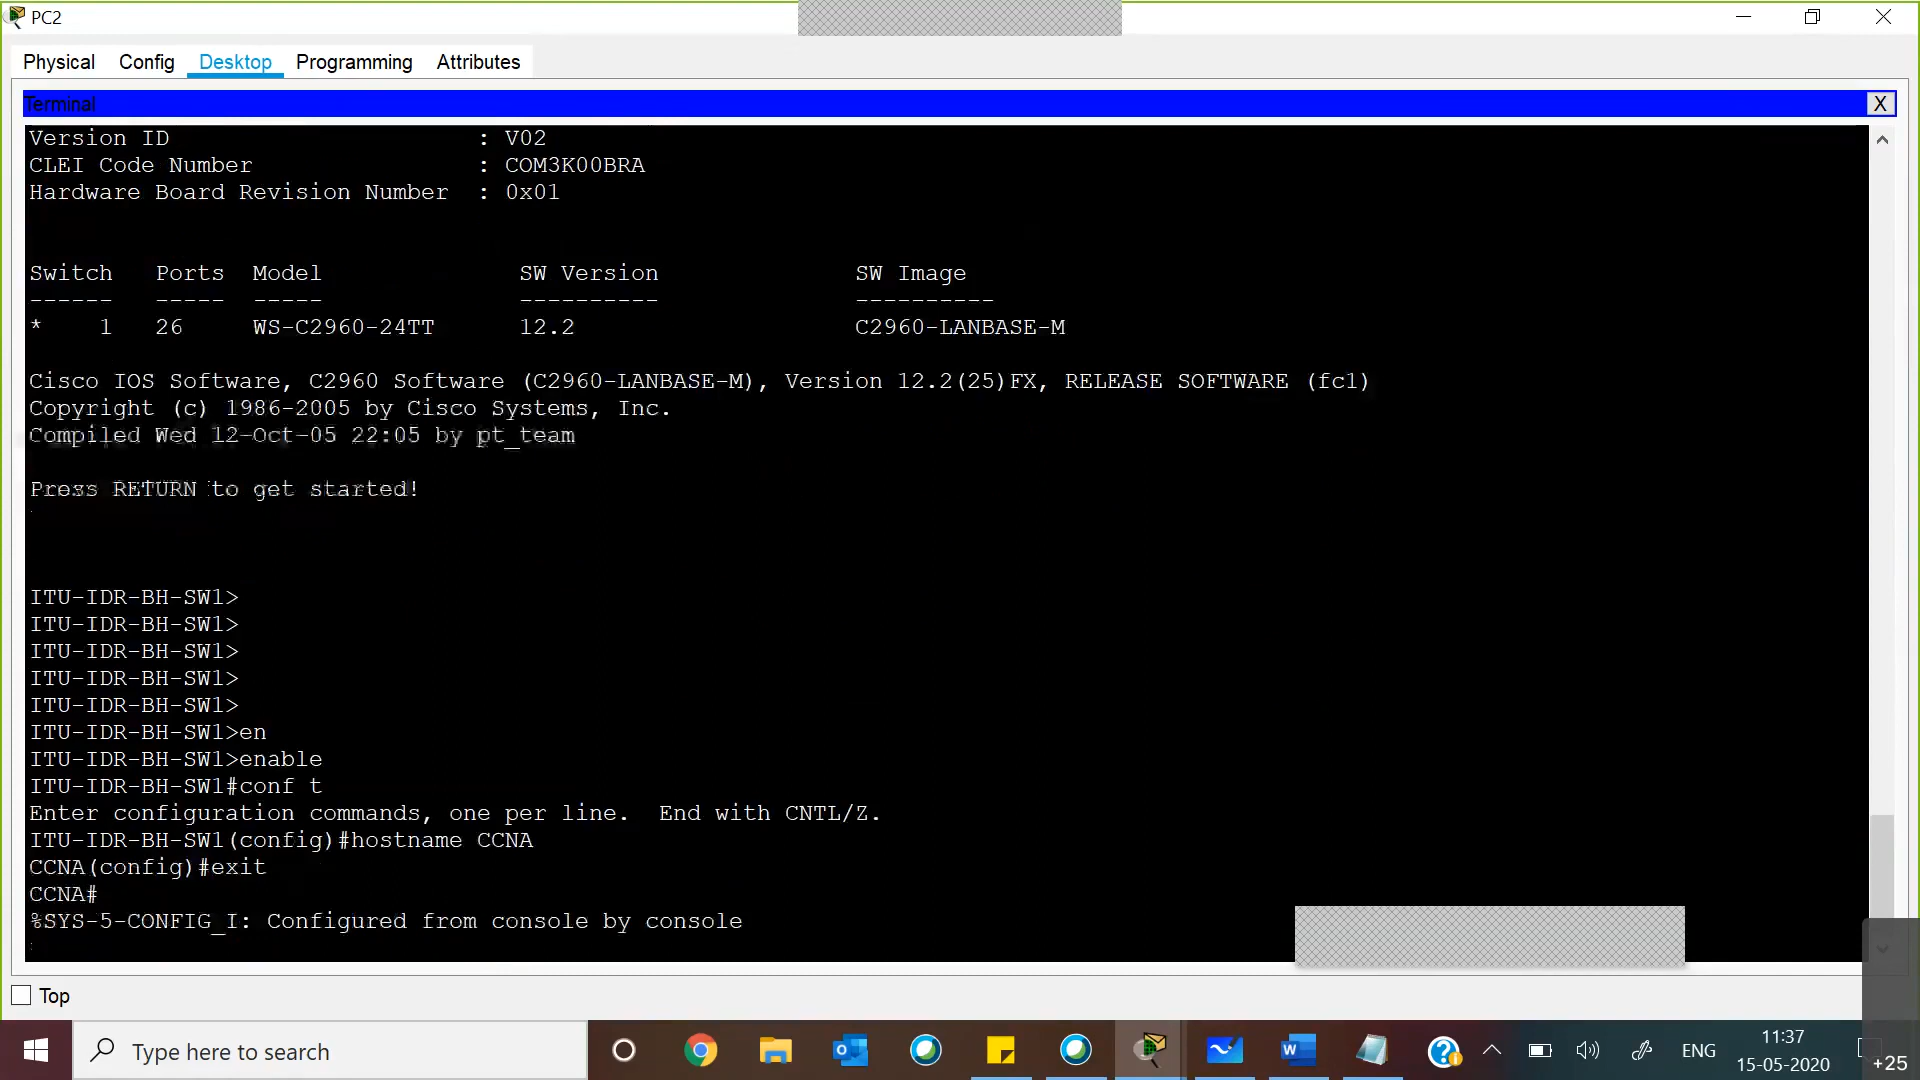 PC2
Physical Config Desktop Programming Attributes
Terminal
X
Version ID : V02
CLEI Code Number : COM3K00BRA
Hardware Board Revision Number : 0x01
Switch Ports Model SW Version SW Image
------ ----- ----- ---------- ----------
* 1 26 WS-C2960-24TT 12.2 C2960-LANBASE-M
Cisco IOS Software, C2960 Software (C2960-LANBASE-M), Version 12.2(25)FX, RELEASE SOFTWARE (fc1)
Copyright (c) 1986-2005 by Cisco Systems, Inc.
Compiled Wed 12-Oct-05 22:05 by pt_team
Press RETURN to get started!
ITU-IDR-BH-SW1>
ITU-IDR-BH-SW1>
ITU-IDR-BH-SW1>
ITU-IDR-BH-SW1>
ITU-IDR-BH-SW1>
ITU-IDR-BH-SW1>en
ITU-IDR-BH-SW1>enable
ITU-IDR-BH-SW1#conf t
Enter configuration commands, one per line. End with CNTL/Z.
ITU-IDR-BH-SW1(config)#hostname CCNA
CCNA(config)#exit
CCNA#
%SYS-5-CONFIG_I: Configured from console by console
Top
Type here to search
ENG
11:37
15-05-2020
+25